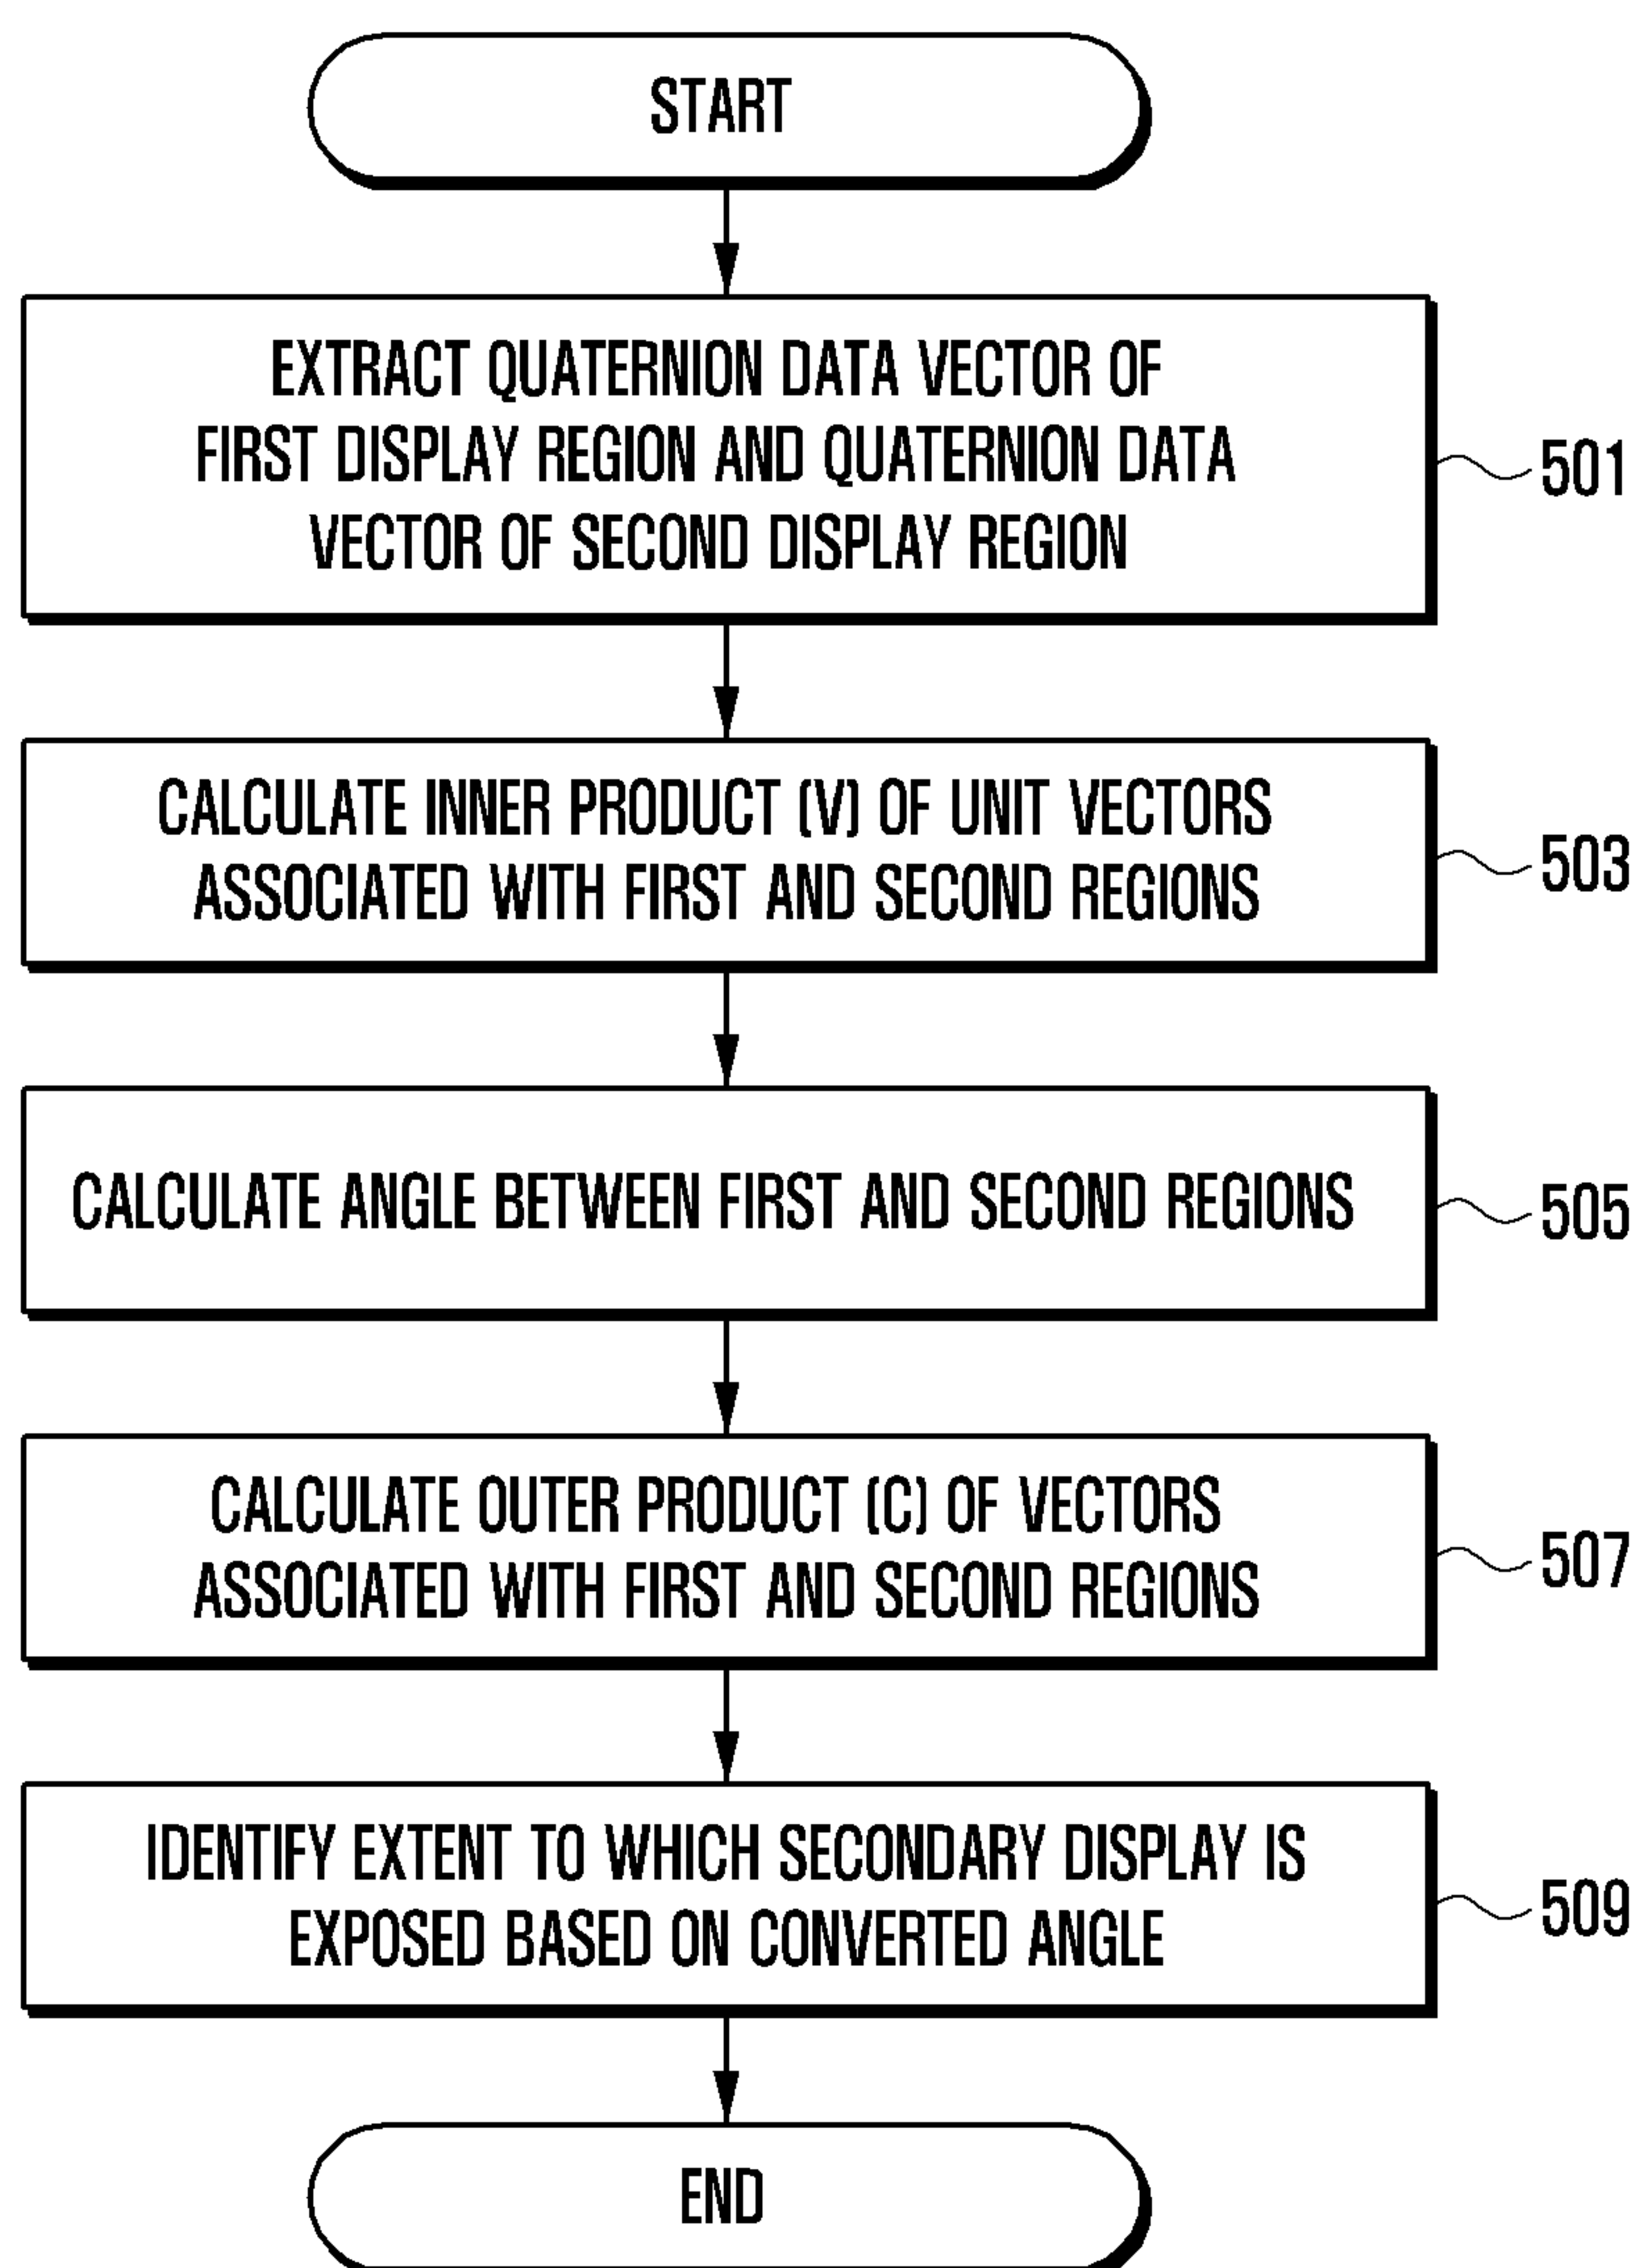 START
EXTRACT QUATERNION DATA VECTOR OF
FIRST DISPLAY REGION AND QUATERNION DATA
VECTOR OF SECOND DISPLAY REGION
501
CALCULATE INNER PRODUCT (V) OF UNIT VECTORS
ASSOCIATED WITH FIRST AND SECOND REGIONS
503
CALCULATE ANGLE BETWEEN FIRST AND SECOND REGIONS
505
CALCULATE OUTER PRODUCT (C) OF VECTORS
ASSOCIATED WITH FIRST AND SECOND REGIONS
507
IDENTIFY EXTENT TO WHICH SECONDARY DISPLAY IS
EXPOSED BASED ON CONVERTED ANGLE
509
END